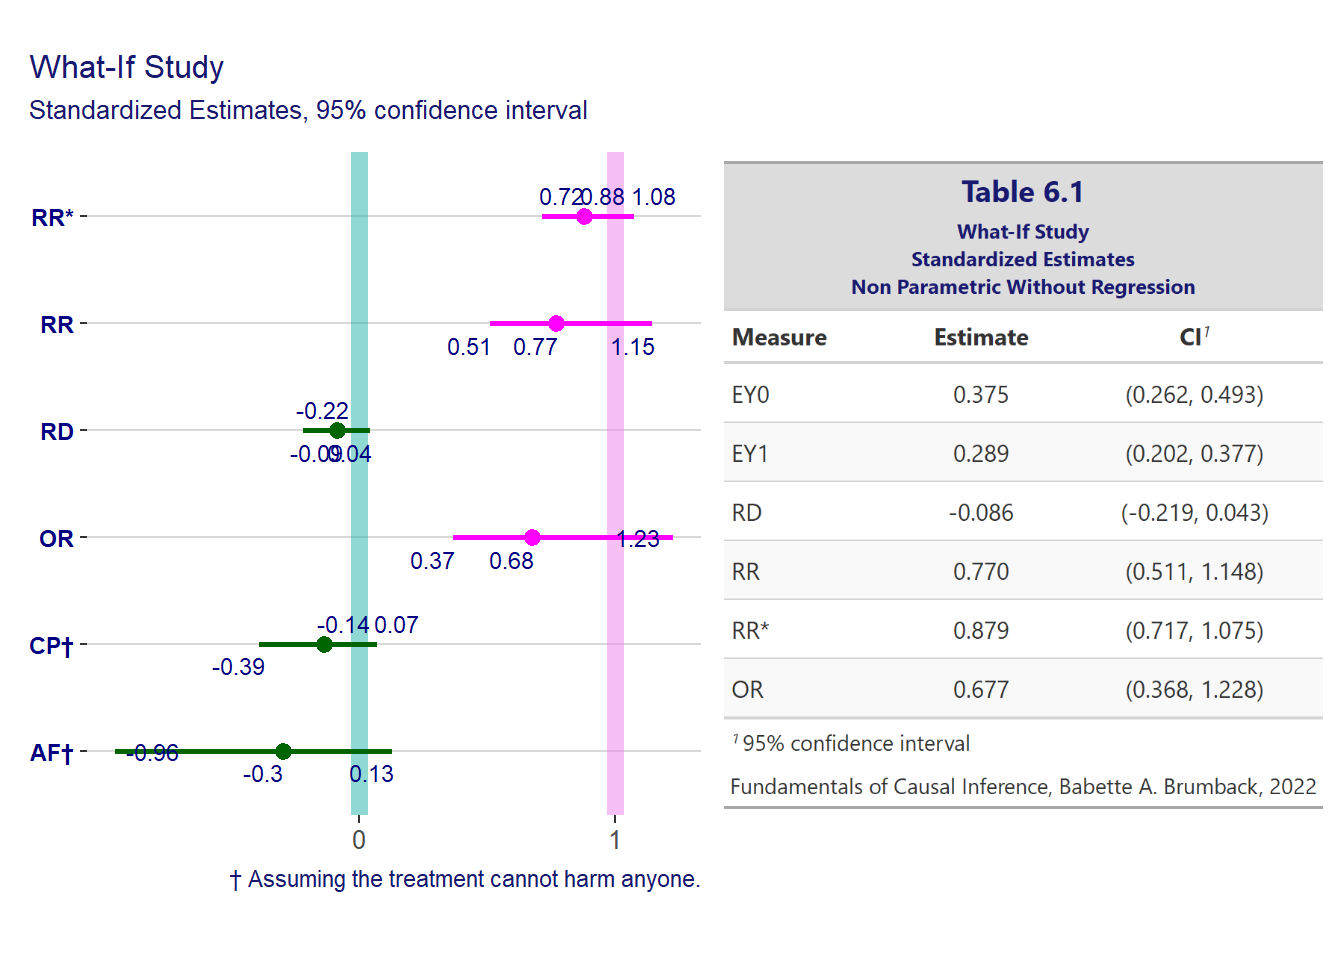 What-If Study
Standardized Estimates, 95% confidence interval
RR*
0.72 0.88 1.08
RR
0.51 0.77 1.15
RD
-0.22
-0.09 0.04
OR
1.23
0.37 0.68
CP†
-0.14 0.07
-0.39
AF†
-0.96
-0.3 0.13
0 1
† Assuming the treatment cannot harm anyone.
Table 6.1
What-If Study
Standardized Estimates
Non Parametric Without Regression
Measure Estimate CI1
EY0 0.375 (0.262, 0.493)
EY1 0.289 (0.202, 0.377)
RD -0.086 (-0.219, 0.043)
RR 0.770 (0.511, 1.148)
RR* 0.879 (0.717, 1.075)
OR 0.677 (0.368, 1.228)
1 95% confidence interval
Fundamentals of Causal Inference, Babette A. Brumback, 2022